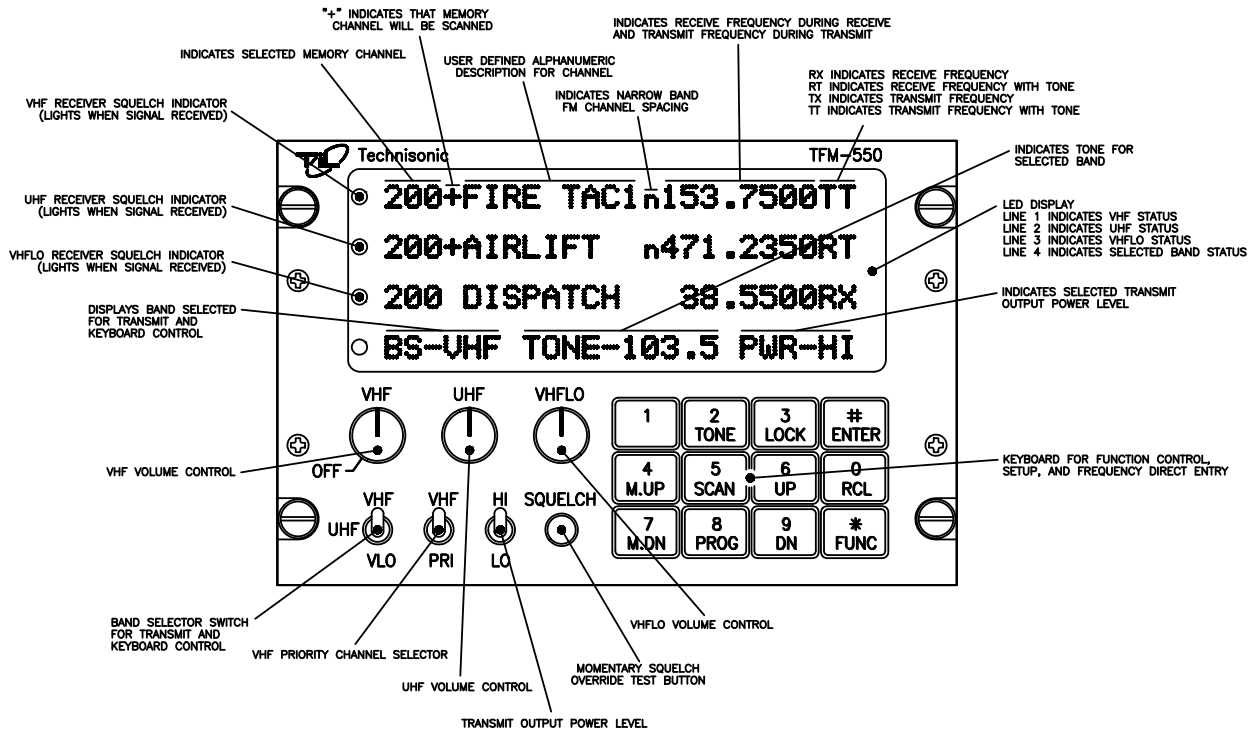 "+" INDICATES THAT MEMORY
CHANNEL WILL BE SCANNED
INDICATES RECEIVE FREQUENCY DURING RECEIVE
AND TRANSMIT FREQUENCY DURING TRANSMIT
INDICATES SELECTED MEMORY CHANNEL
USER DEFINED ALPHANUMERIC
DESCRIPTION FOR CHANNEL
INDICATES NARROW BAND
FM CHANNEL SPACING
RX INDICATES RECEIVE FREQUENCY
RT INDICATES RECEIVE FREQUENCY WITH TONE
TX INDICATES TRANSMIT FREQUENCY
TT INDICATES TRANSMIT FREQUENCY WITH TONE
VHF RECEIVER SQUELCH INDICATOR
(LIGHTS WHEN SIGNAL RECEIVED)
INDICATES TONE FOR
SELECTED BAND
TIL Technisonic TFM-550
200+FIRE TAC1n153.7500TT
UHF RECEIVER SQUELCH INDICATOR
(LIGHTS WHEN SIGNAL RECEIVED)
LED DISPLAY
LINE 1 INDICATES VHF STATUS
LINE 2 INDICATES UHF STATUS
LINE 3 INDICATES VHFLO STATUS
LINE 4 INDICATES SELECTED BAND STATUS
200+AIRLIFT n471.2350RT
VHFLO RECEIVER SQUELCH INDICATOR
(LIGHTS WHEN SIGNAL RECEIVED)
200 DISPATCH 38.5500RX
INDICATES SELECTED TRANSMIT
OUTPUT POWER LEVEL
DISPLAYS BAND SELECTED
FOR TRANSMIT AND
KEYBOARD CONTROL
BS-VHF TONE-103.5 PWR-HI
VHF UHF VHFLO
OFF
1
2 TONE
3 LOCK
# ENTER
4 M.UP
5 SCAN
6 UP
0 RCL
7 M.DN
8 PROG
9 DN
* FUNC
VHF VOLUME CONTROL
KEYBOARD FOR FUNCTION CONTROL,
SETUP, AND FREQUENCY DIRECT ENTRY
VHF VHF HI SQUELCH
UHF
VLO PRI LO
BAND SELECTOR SWITCH
FOR TRANSMIT AND
KEYBOARD CONTROL
VHFLO VOLUME CONTROL
VHF PRIORITY CHANNEL SELECTOR
MOMENTARY SQUELCH
OVERRIDE TEST BUTTON
UHF VOLUME CONTROL
TRANSMIT OUTPUT POWER LEVEL